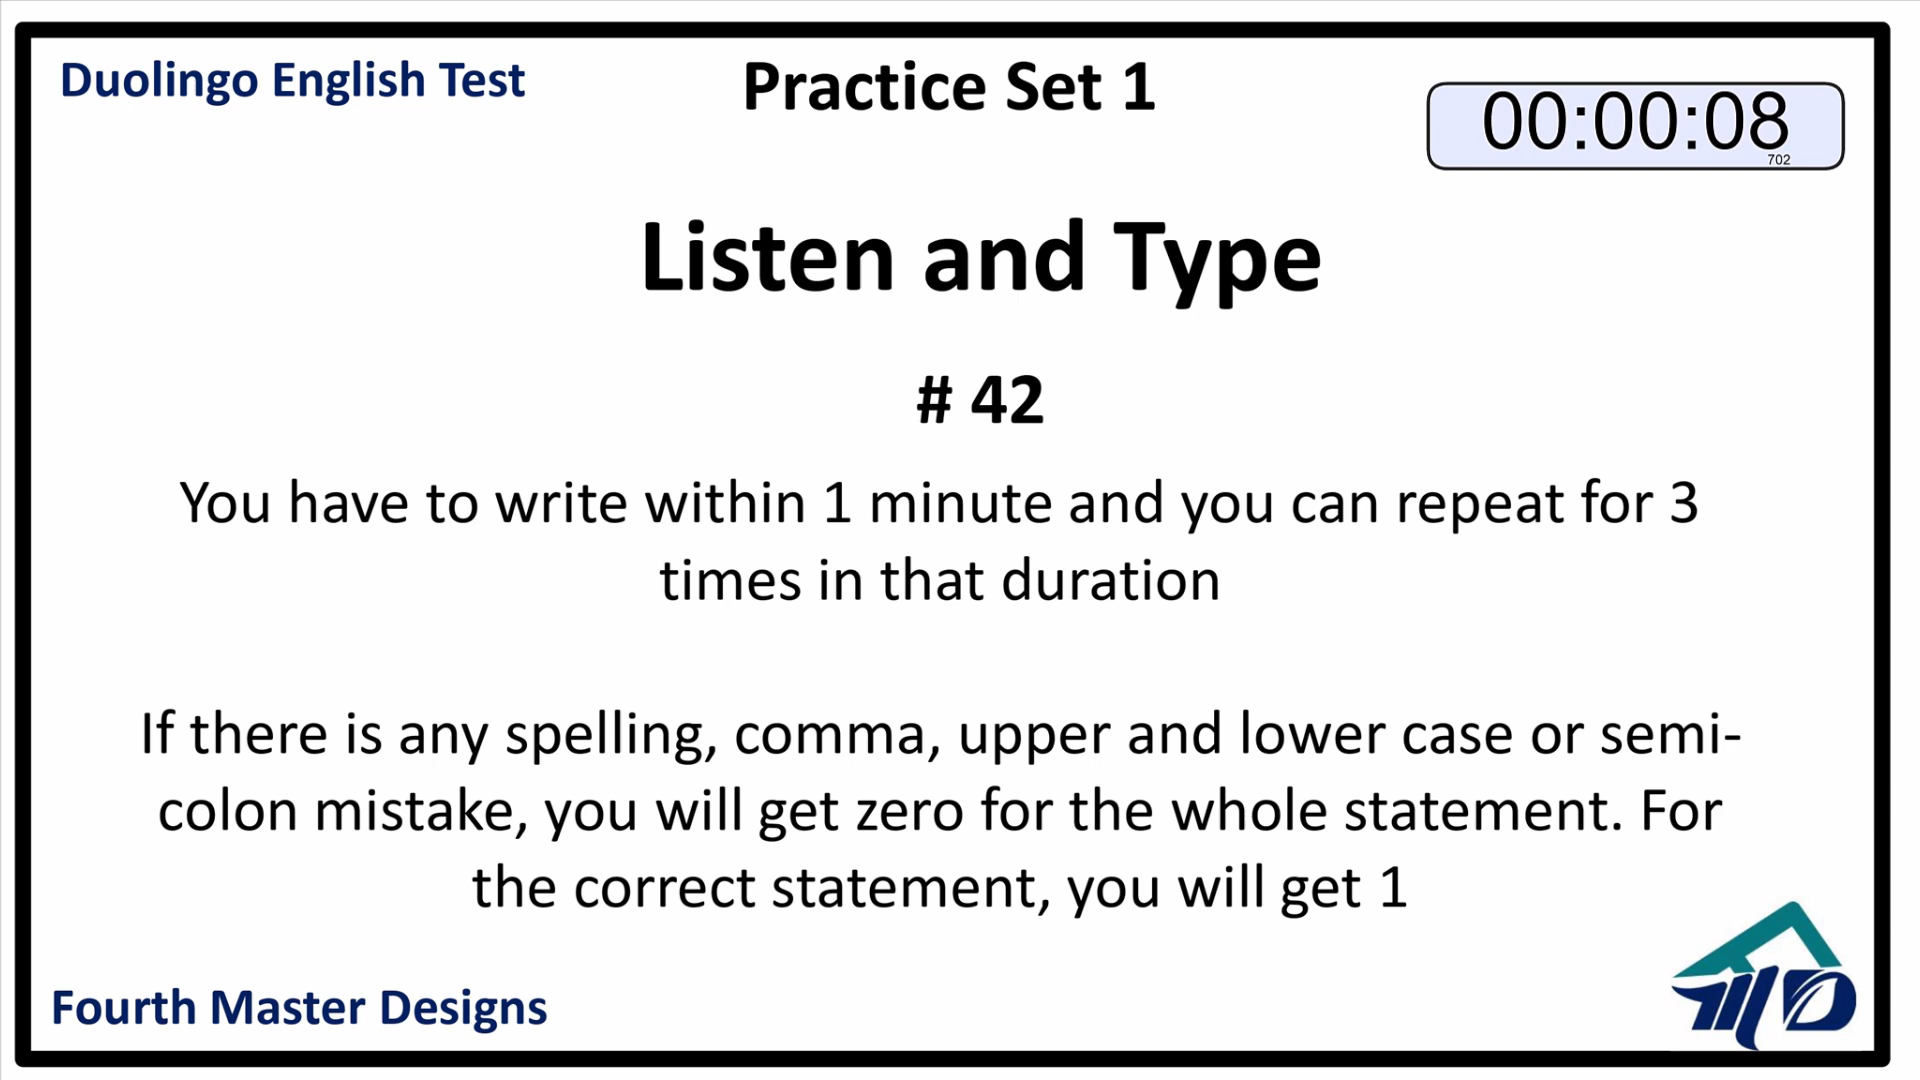 Duolingo English Test
Practice Set 1
00:00:08
702
Listen and Type
# 42
You have to write within 1 minute and you can repeat for 3
times in that duration
If there is any spelling, comma, upper and lower case or semi-
colon mistake, you will get zero for the whole statement. For
the correct statement, you will get 1
Fourth Master Designs